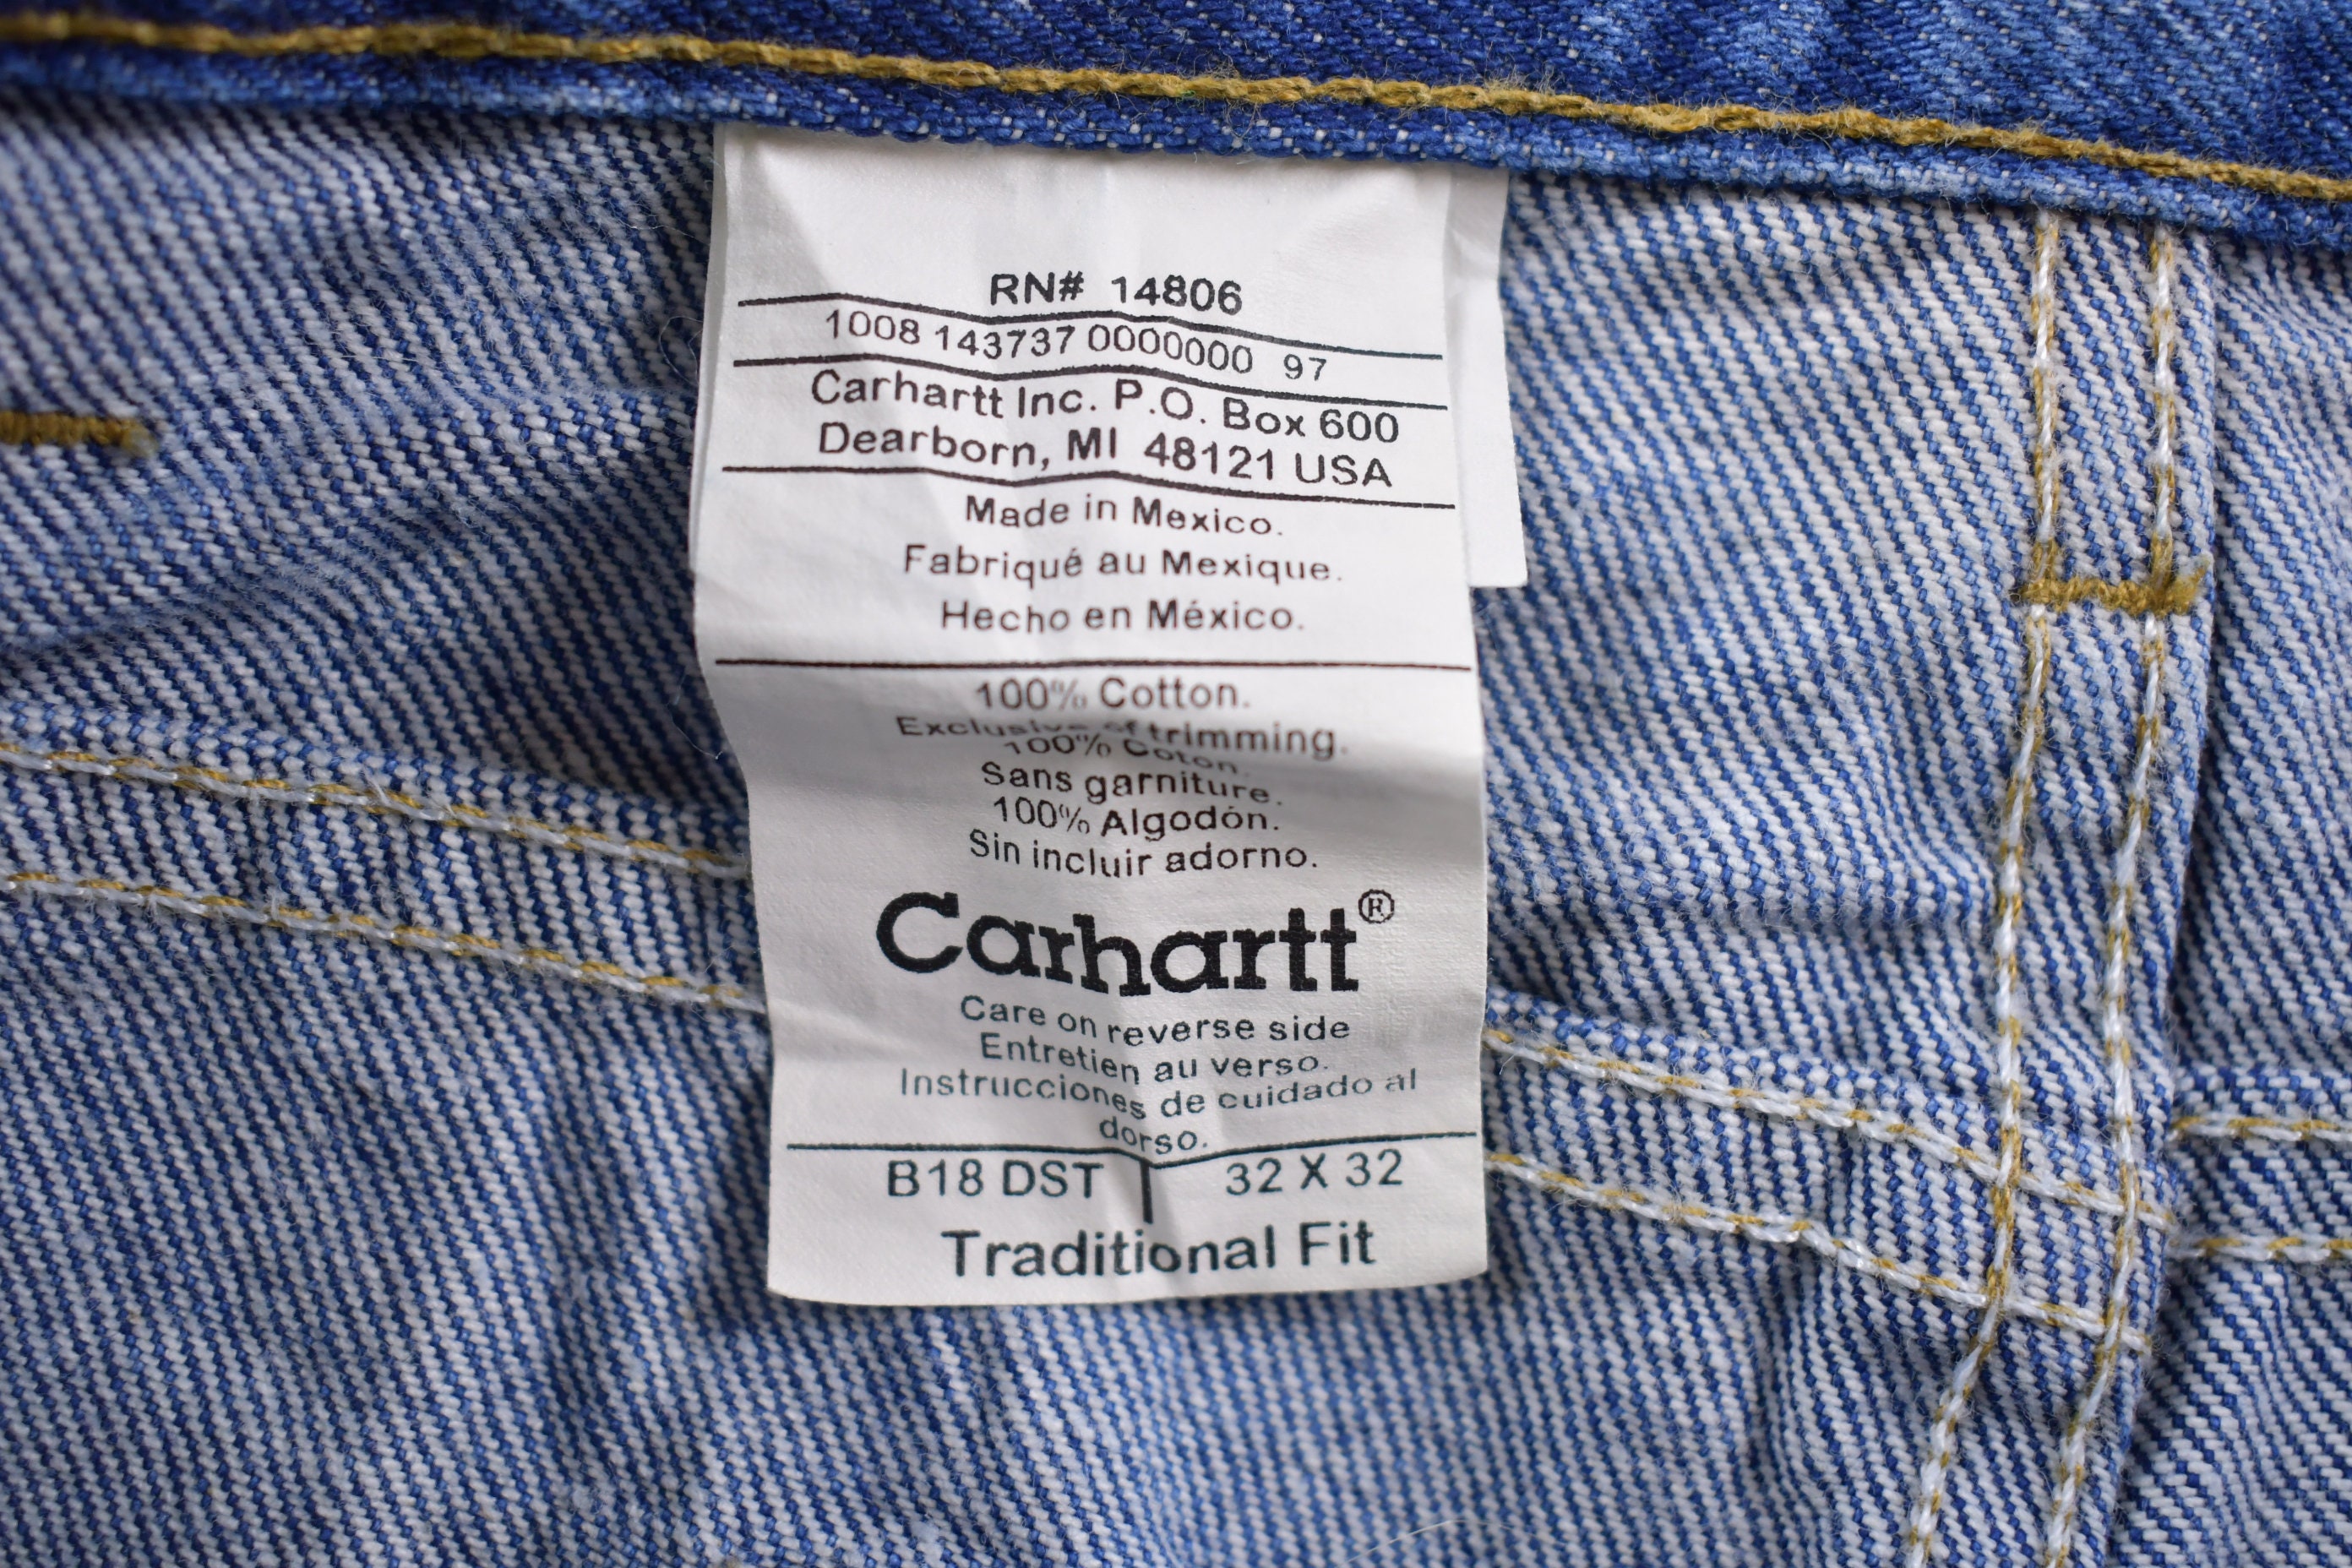 RN# 14806
1008 143737 0000000 97
Carhartt Inc. P.O. Box 600
Dearborn, MI 48121 USA
Made in Mexico.
Fabriqué au Mexique.
Hecho en México.
100% Cotton.
Exclusive of trimming.
100% Coton.
Sans garniture.
100% Algodón.
Sin incluir adorno.
Carhartt®
Care on reverse side
Entretien au verso.
Instrucciones de cuidado al
dorso.
B18 DST | 32 X 32
Traditional Fit